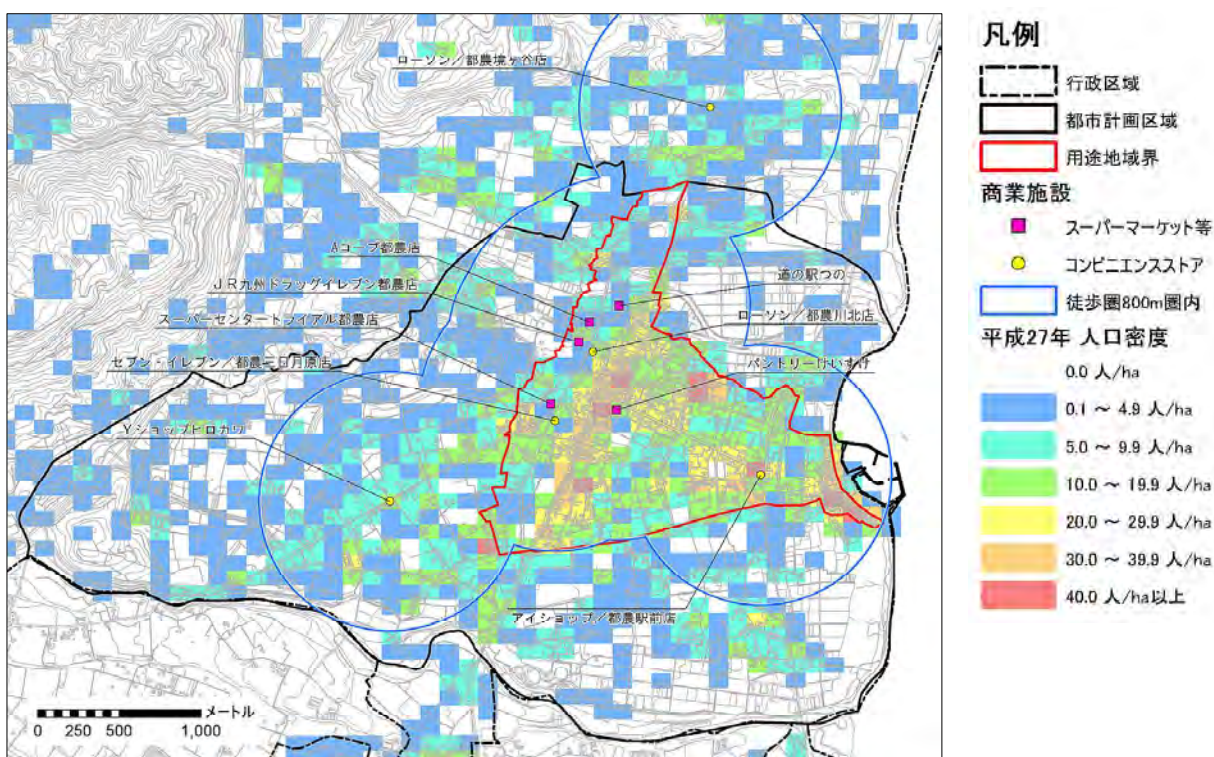 ローソン／都農境ヶ谷店
Aコープ都農店
JR九州ドラッグイレブン都農店
スーパーセンタートライアル都農店
セブン・イレブン／都農三日月原店
Yショップヒロカワ
道の駅つの
ローソン／都農川北店
パントリーけいすけ
アイショップ／都農駅前店
メートル
0 250 500 1,000
凡例
行政区域
都市計画区域
用途地域界
商業施設
スーパーマーケット等
コンビニエンスストア
徒歩圏800m圏内
平成27年 人口密度
0.0 人/ha
0.1 ～ 4.9 人/ha
5.0 ～ 9.9 人/ha
10.0 ～ 19.9 人/ha
20.0 ～ 29.9 人/ha
30.0 ～ 39.9 人/ha
40.0 人/ha以上